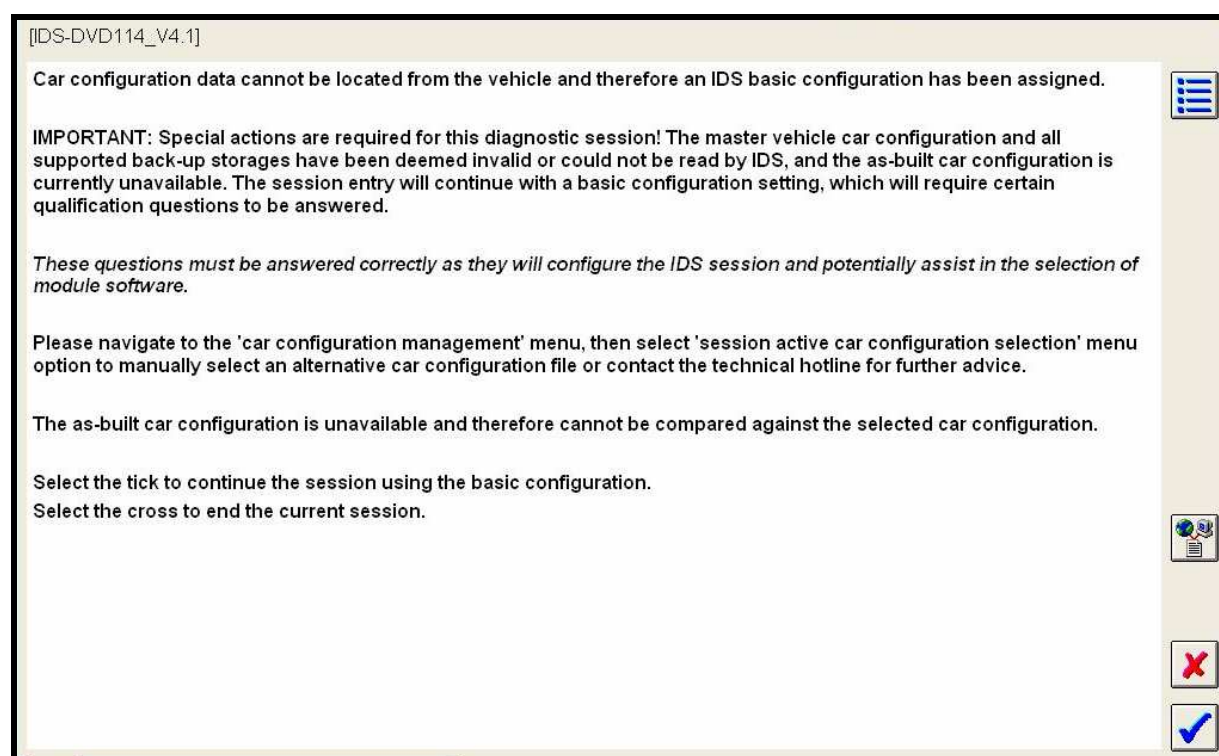 [IDS-DVD114_V4.1]
Car configuration data cannot be located from the vehicle and therefore an IDS basic configuration has been assigned.
IMPORTANT: Special actions are required for this diagnostic session! The master vehicle car configuration and all
supported back-up storages have been deemed invalid or could not be read by IDS, and the as-built car configuration is
currently unavailable. The session entry will continue with a basic configuration setting, which will require certain
qualification questions to be answered.
These questions must be answered correctly as they will configure the IDS session and potentially assist in the selection of
module software.
Please navigate to the 'car configuration management' menu, then select 'session active car configuration selection' menu
option to manually select an alternative car configuration file or contact the technical hotline for further advice.
The as-built car configuration is unavailable and therefore cannot be compared against the selected car configuration.
Select the tick to continue the session using the basic configuration.
Select the cross to end the current session.